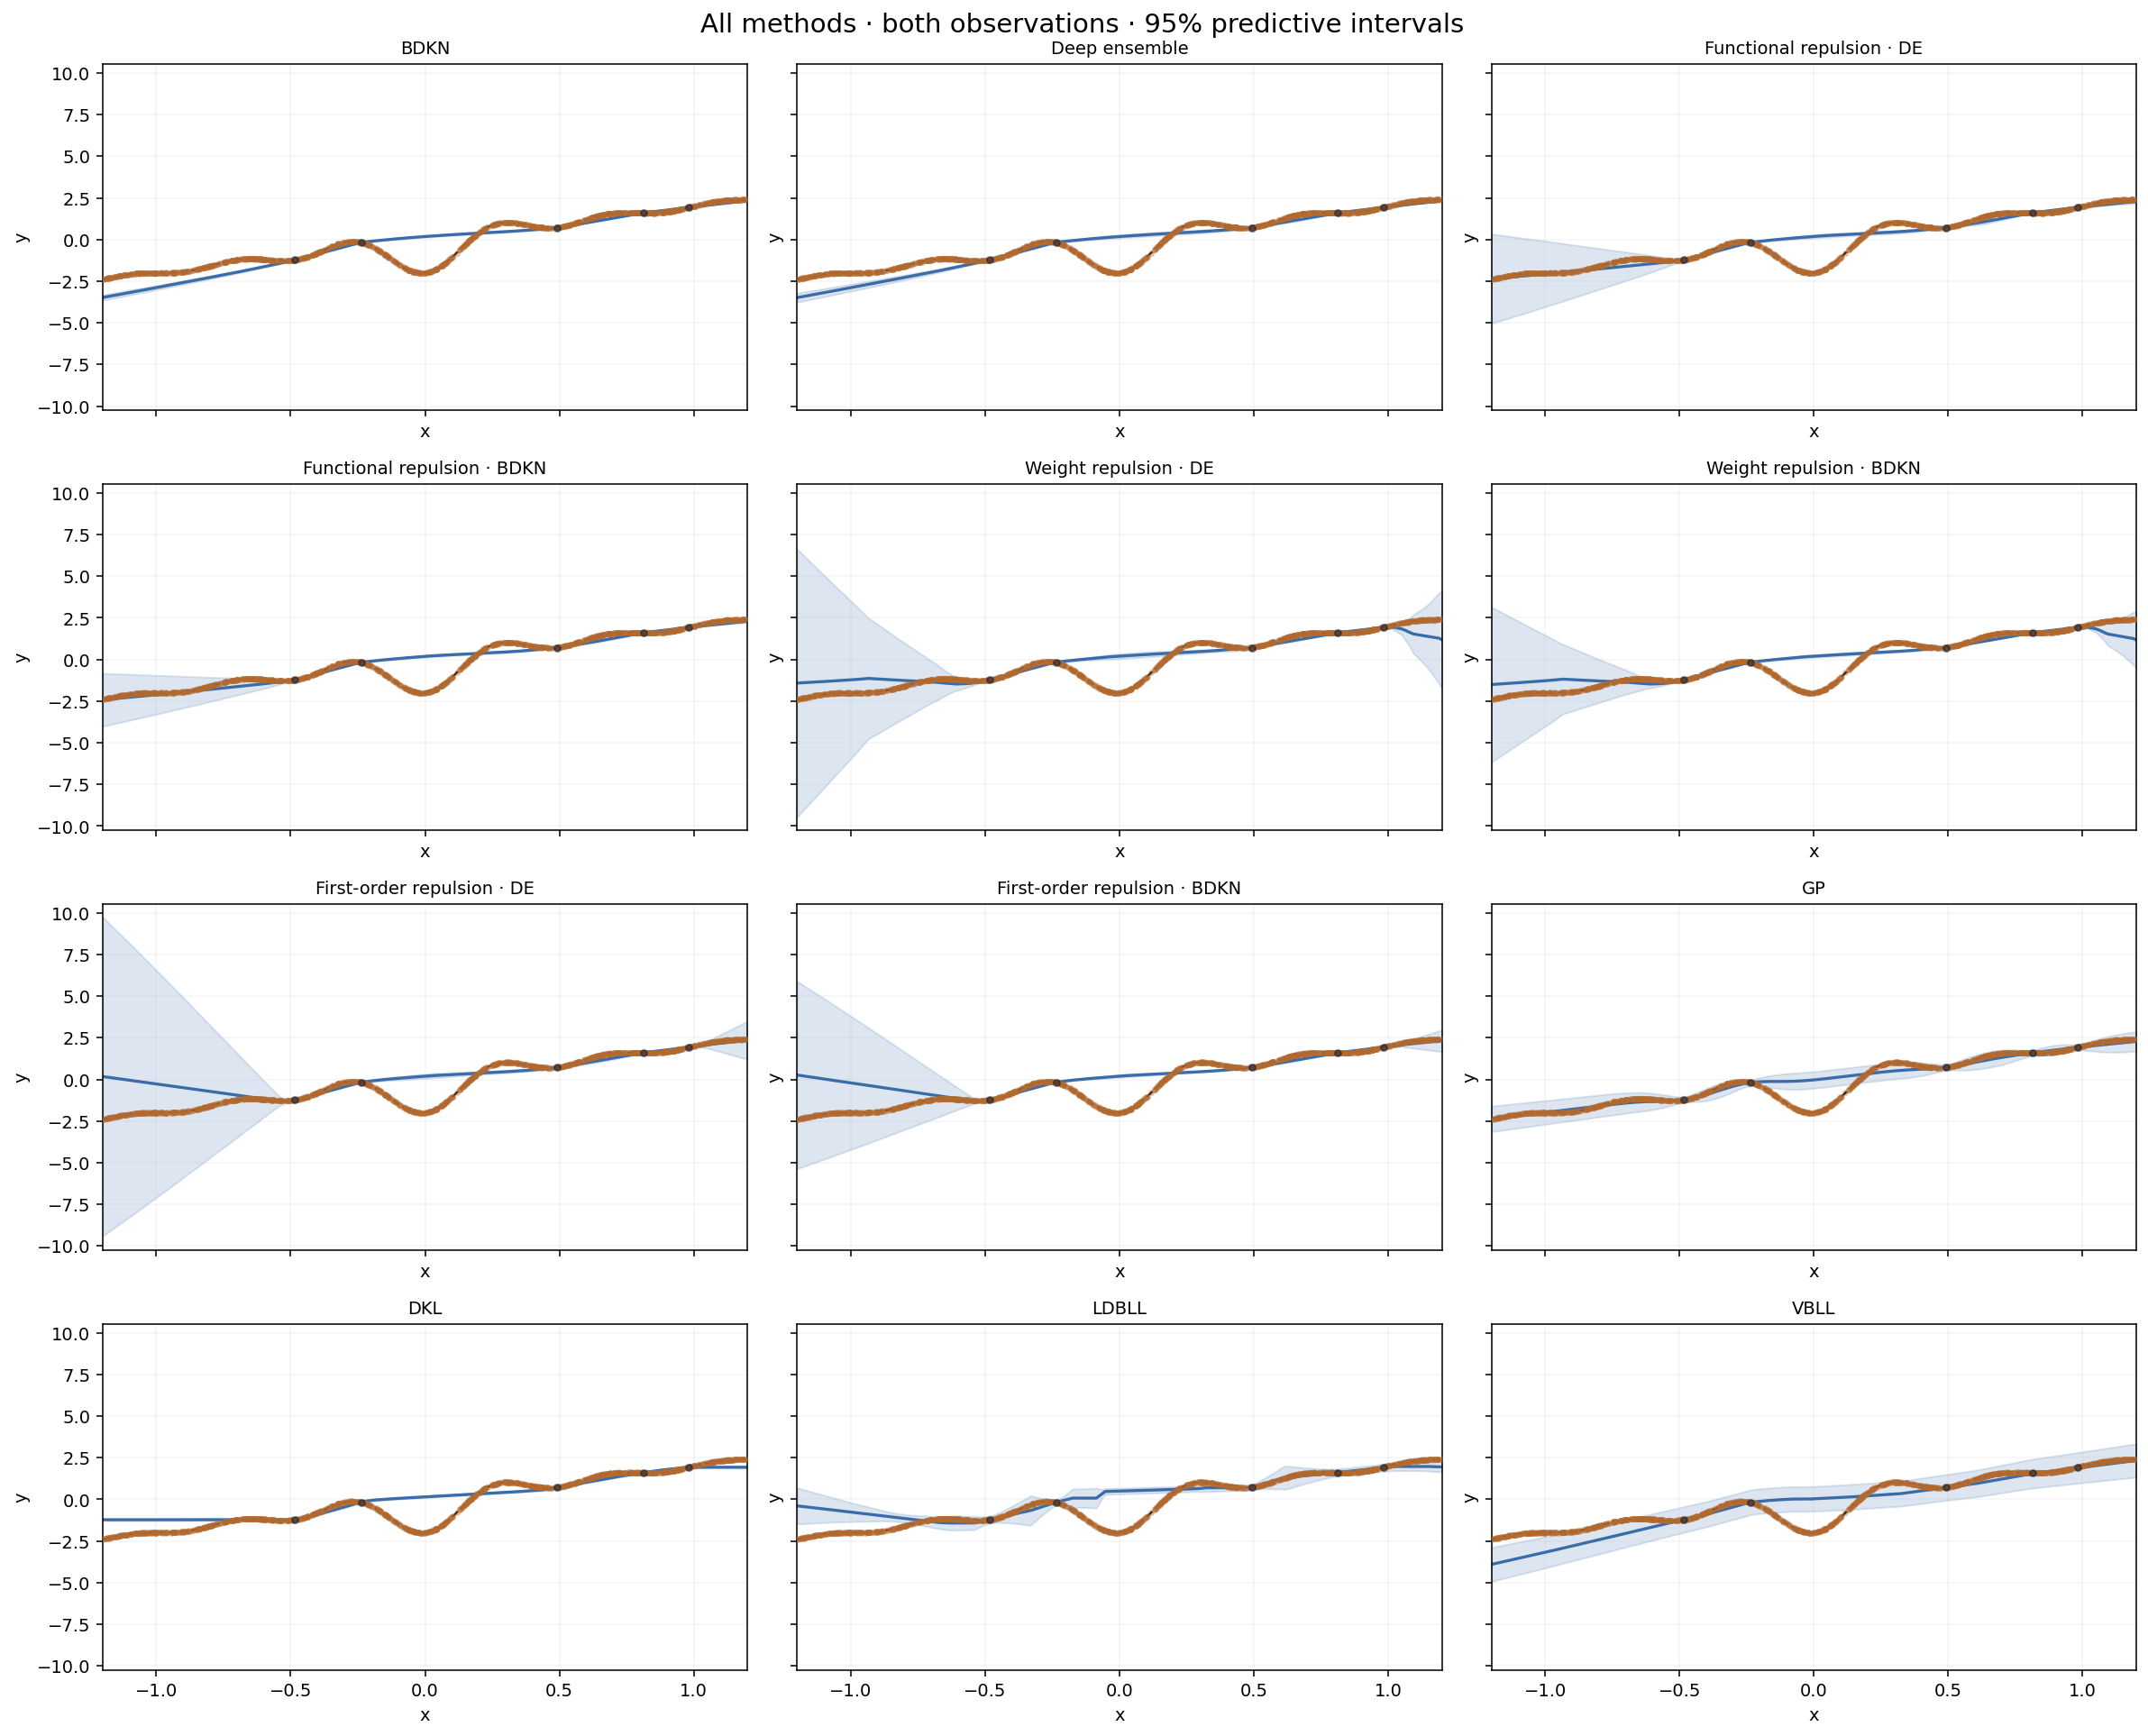 All methods · both observations · 95% predictive intervals
BDKN
Deep ensemble
Functional repulsion · DE
10.0
7.5
5.0
2.5
0.0
−2.5
−5.0
−7.5
−10.0
y
y
y
x
x
x
Functional repulsion · BDKN
Weight repulsion · DE
Weight repulsion · BDKN
10.0
7.5
5.0
2.5
0.0
−2.5
−5.0
−7.5
−10.0
y
y
y
x
x
x
First-order repulsion · DE
First-order repulsion · BDKN
GP
10.0
7.5
5.0
2.5
0.0
−2.5
−5.0
−7.5
−10.0
y
y
y
x
x
x
DKL
LDBLL
VBLL
10.0
7.5
5.0
2.5
0.0
−2.5
−5.0
−7.5
−10.0
y
y
y
−1.0 −0.5 0.0 0.5 1.0
−1.0 −0.5 0.0 0.5 1.0
−1.0 −0.5 0.0 0.5 1.0
x
x
x